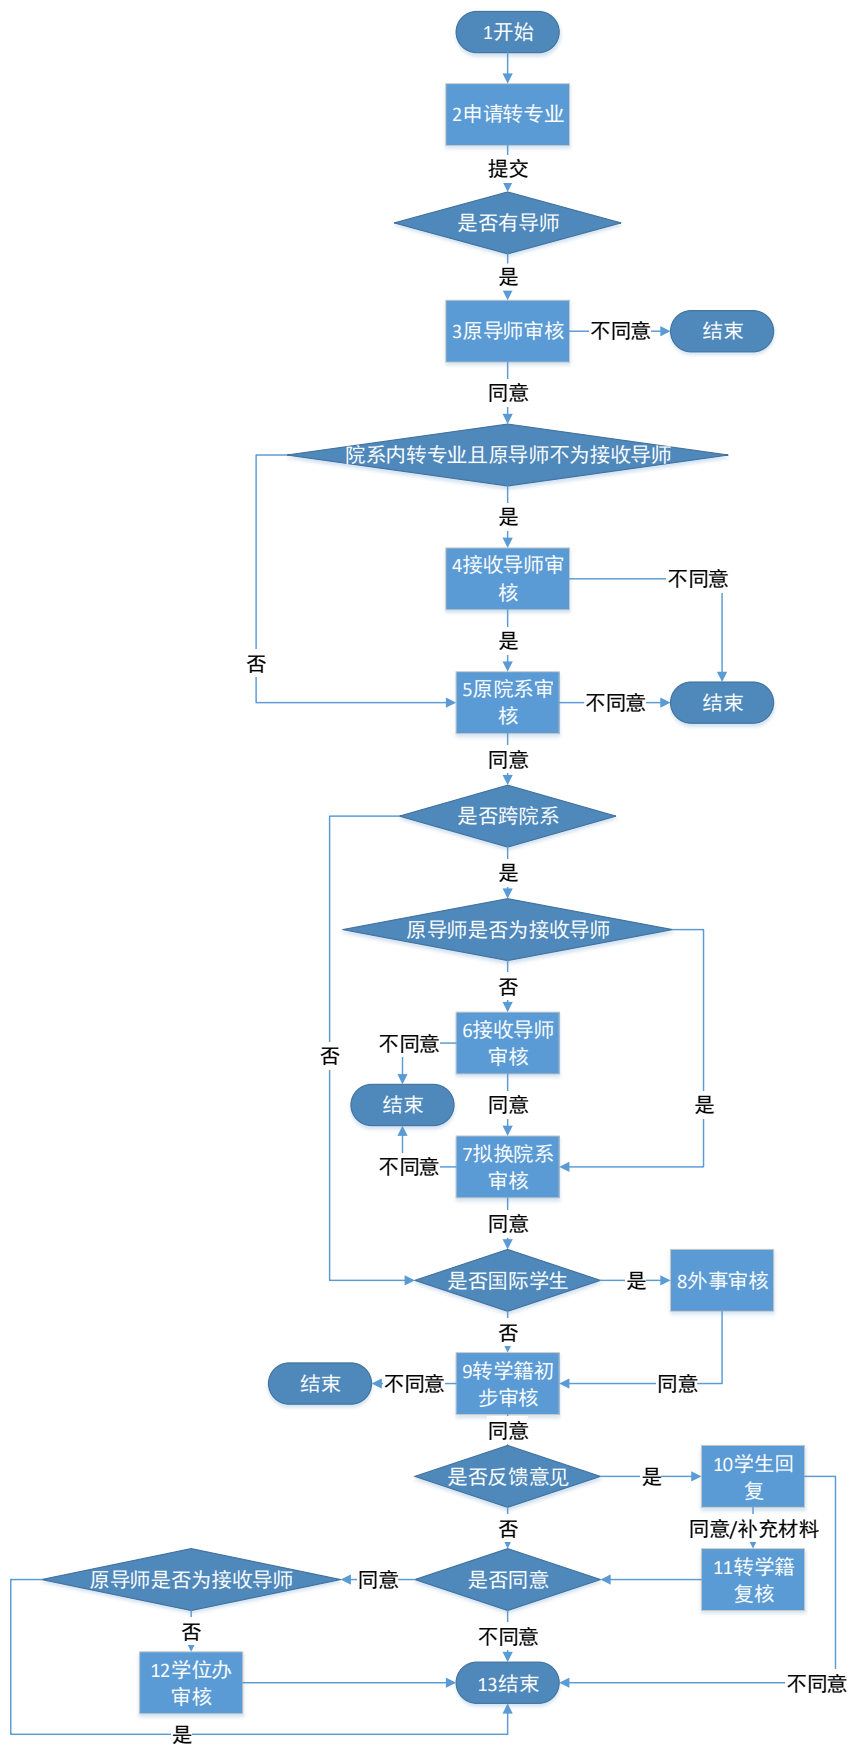 1开始
2申请转专业
提交
是否有导师
是
3原导师审核
不同意
结束
同意
院系内转专业且原导师不为接收导师
是
4接收导师审
核
不同意
是
否
5原院系审
核
不同意
结束
同意
是否跨院系
是
原导师是否为接收导师
否
6接收导师
审核
不同意
否
结束
同意
是
7拟换院系
审核
不同意
同意
是否国际学生
是
8外事审核
否
9转学籍初
步审核
不同意
结束
同意
同意
是否反馈意见
是
10学生回
复
否
同意/补充材料
原导师是否为接收导师
同意
是否同意
11转学籍
复核
否
不同意
12学位办
审核
13结束
不同意
是